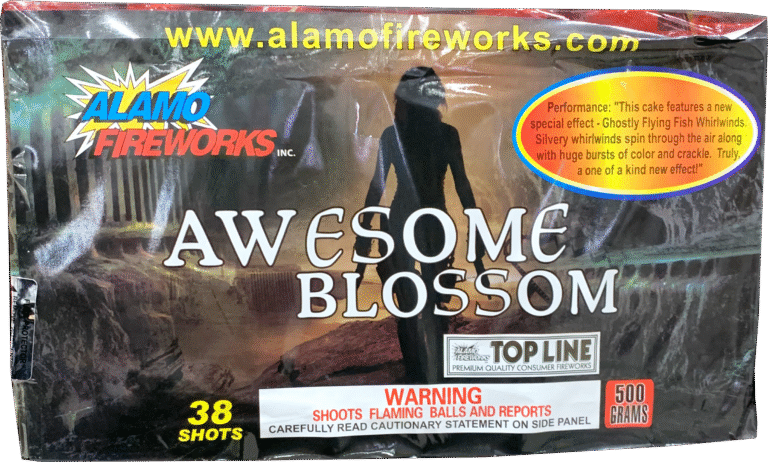 www.alamofireworks.com
ALAMO
FIREWORKS INC.
Performance: "This cake features a new
special effect - Ghostly Flying Fish Whirlwinds.
Silvery whirlwinds spin through the air along
with huge bursts of color and crackle. Truly,
a one of a kind new effect!"
AWESOME
BLOSSOM
ALAMO
FIREWORKS
TOP LINE
PREMIUM QUALITY CONSUMER FIREWORKS
38
SHOTS
WARNING
SHOOTS FLAMING BALLS AND REPORTS
CAREFULLY READ CAUTIONARY STATEMENT ON SIDE PANEL
500
GRAMS